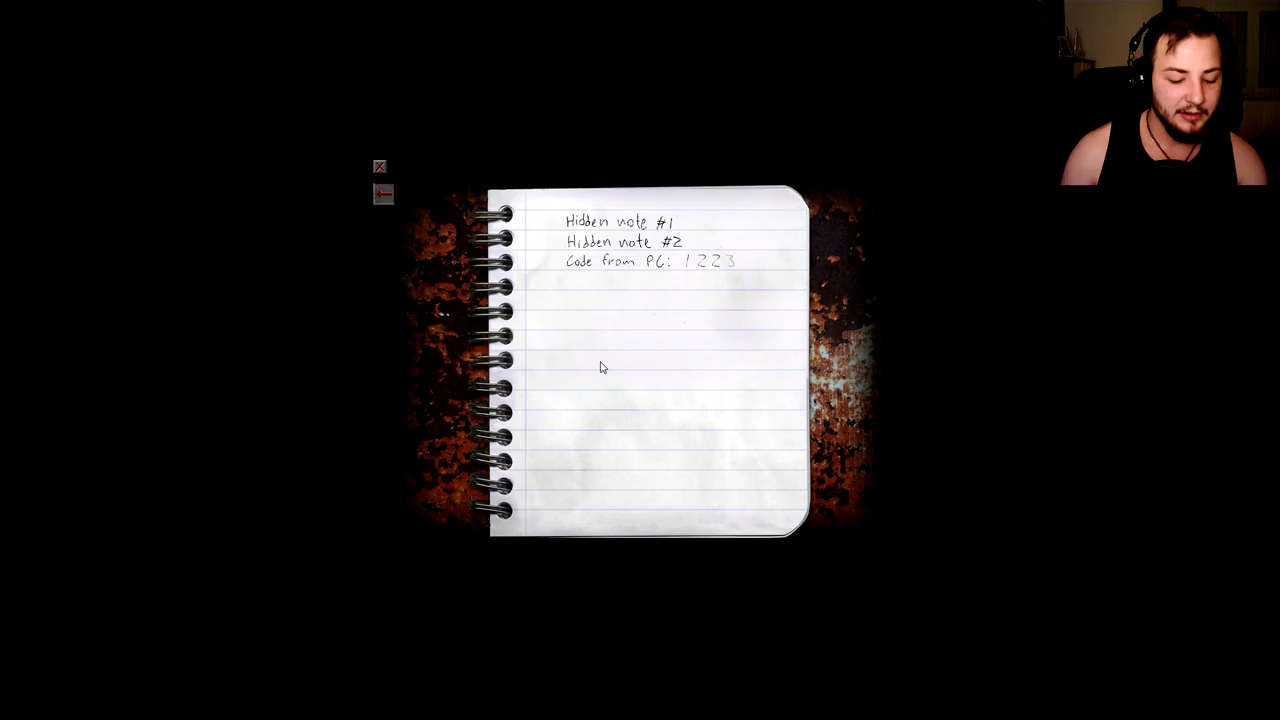 Hidden note #1
Hidden note #2
Code from PC: 1223